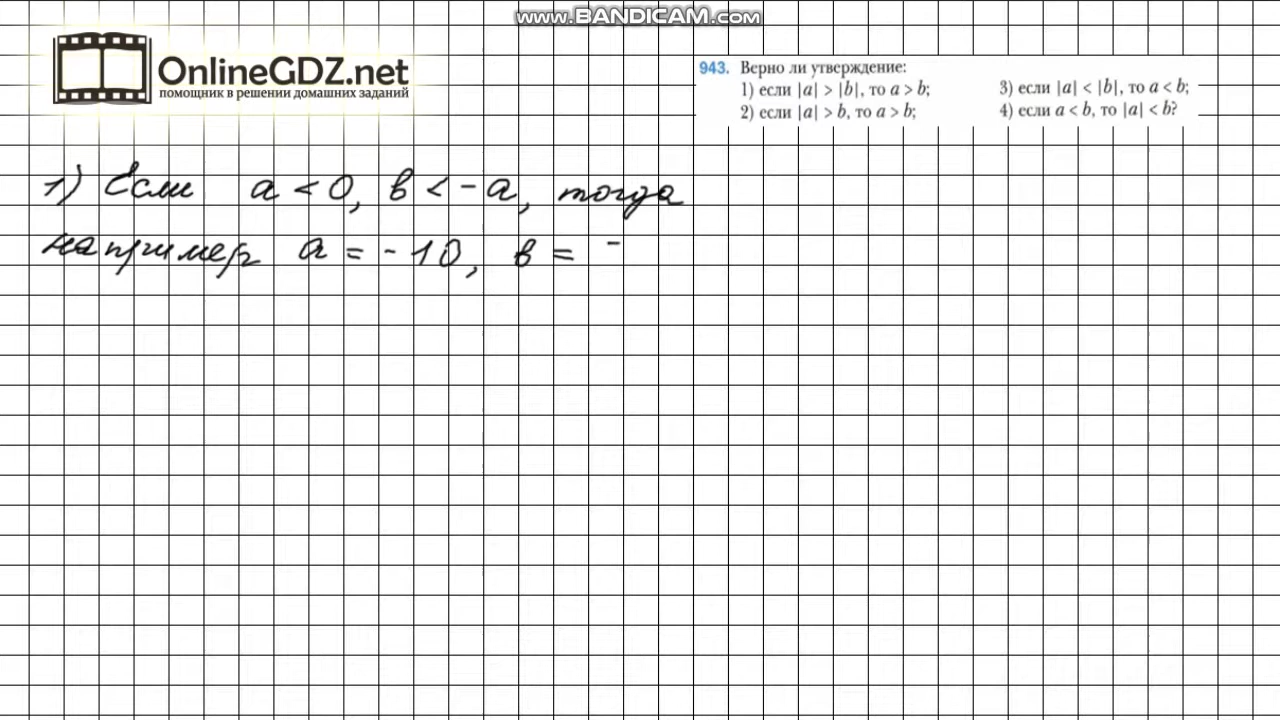 www.BANDICAM.com
OnlineGDZ.net
помощник в решении домашних заданий
943. Верно ли утверждение:
1) если |a| > |b|, то a > b;
2) если |a| > b, то a > b;
3) если |a| < |b|, то a < b;
4) если a < b, то |a| < b?
1) Если a < 0, в < - a, тогда
например a = - 10, в = -